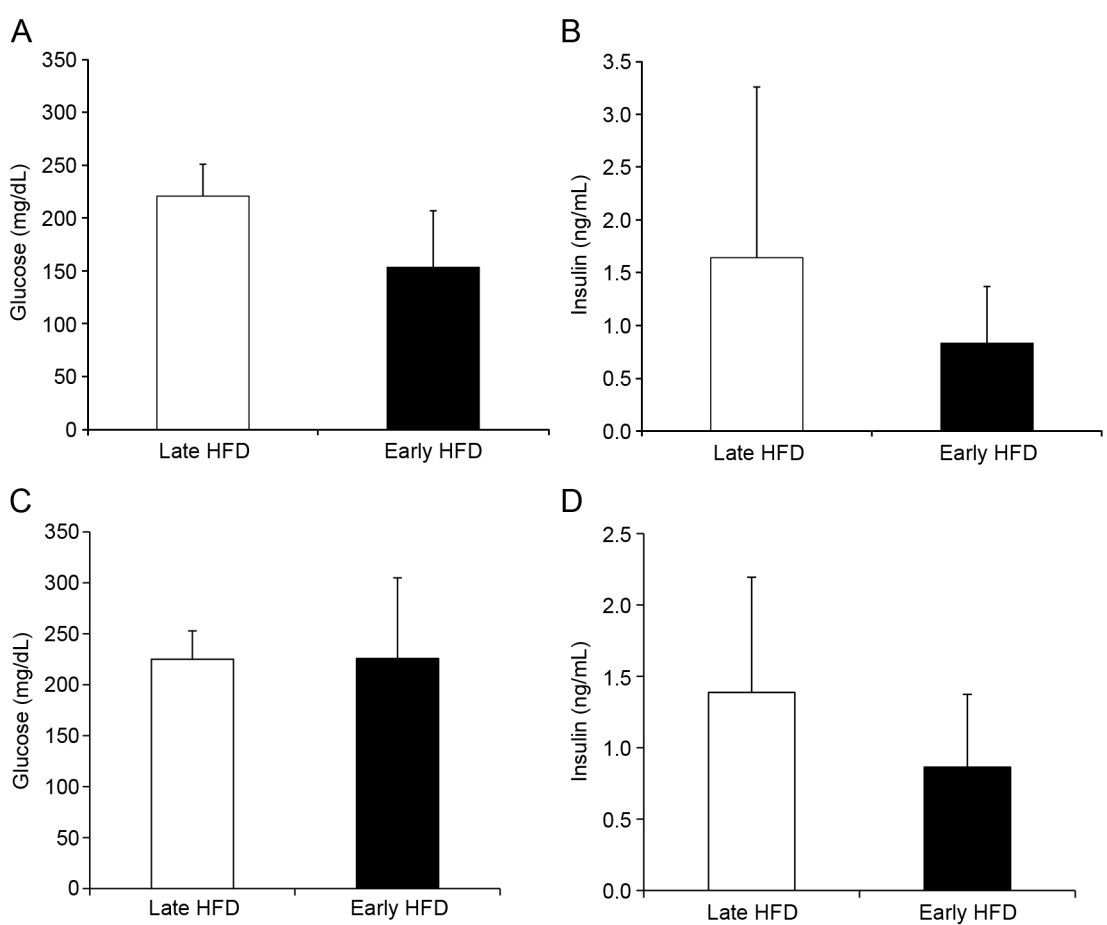 A
350
300
250
200
150
100
50
0
Glucose (mg/dL)
Late HFD
Early HFD
B
3.5
3.0
2.5
2.0
1.5
1.0
0.5
0.0
Insulin (ng/mL)
Late HFD
Early HFD
C
350
300
250
200
150
100
50
0
Glucose (mg/dL)
Late HFD
Early HFD
D
2.5
2.0
1.5
1.0
0.5
0.0
Insulin (ng/mL)
Late HFD
Early HFD